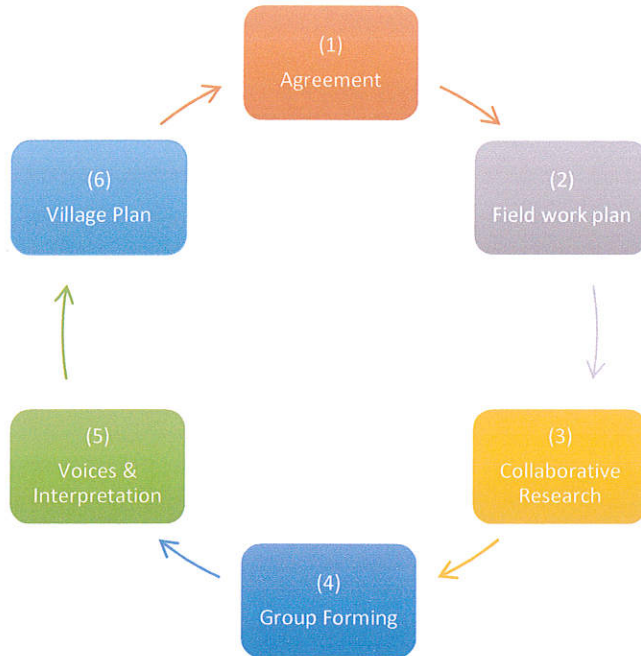 (1)
Agreement
(2)
Field work plan
(3)
Collaborative
Research
(4)
Group Forming
(5)
Voices &
Interpretation
(6)
Village Plan